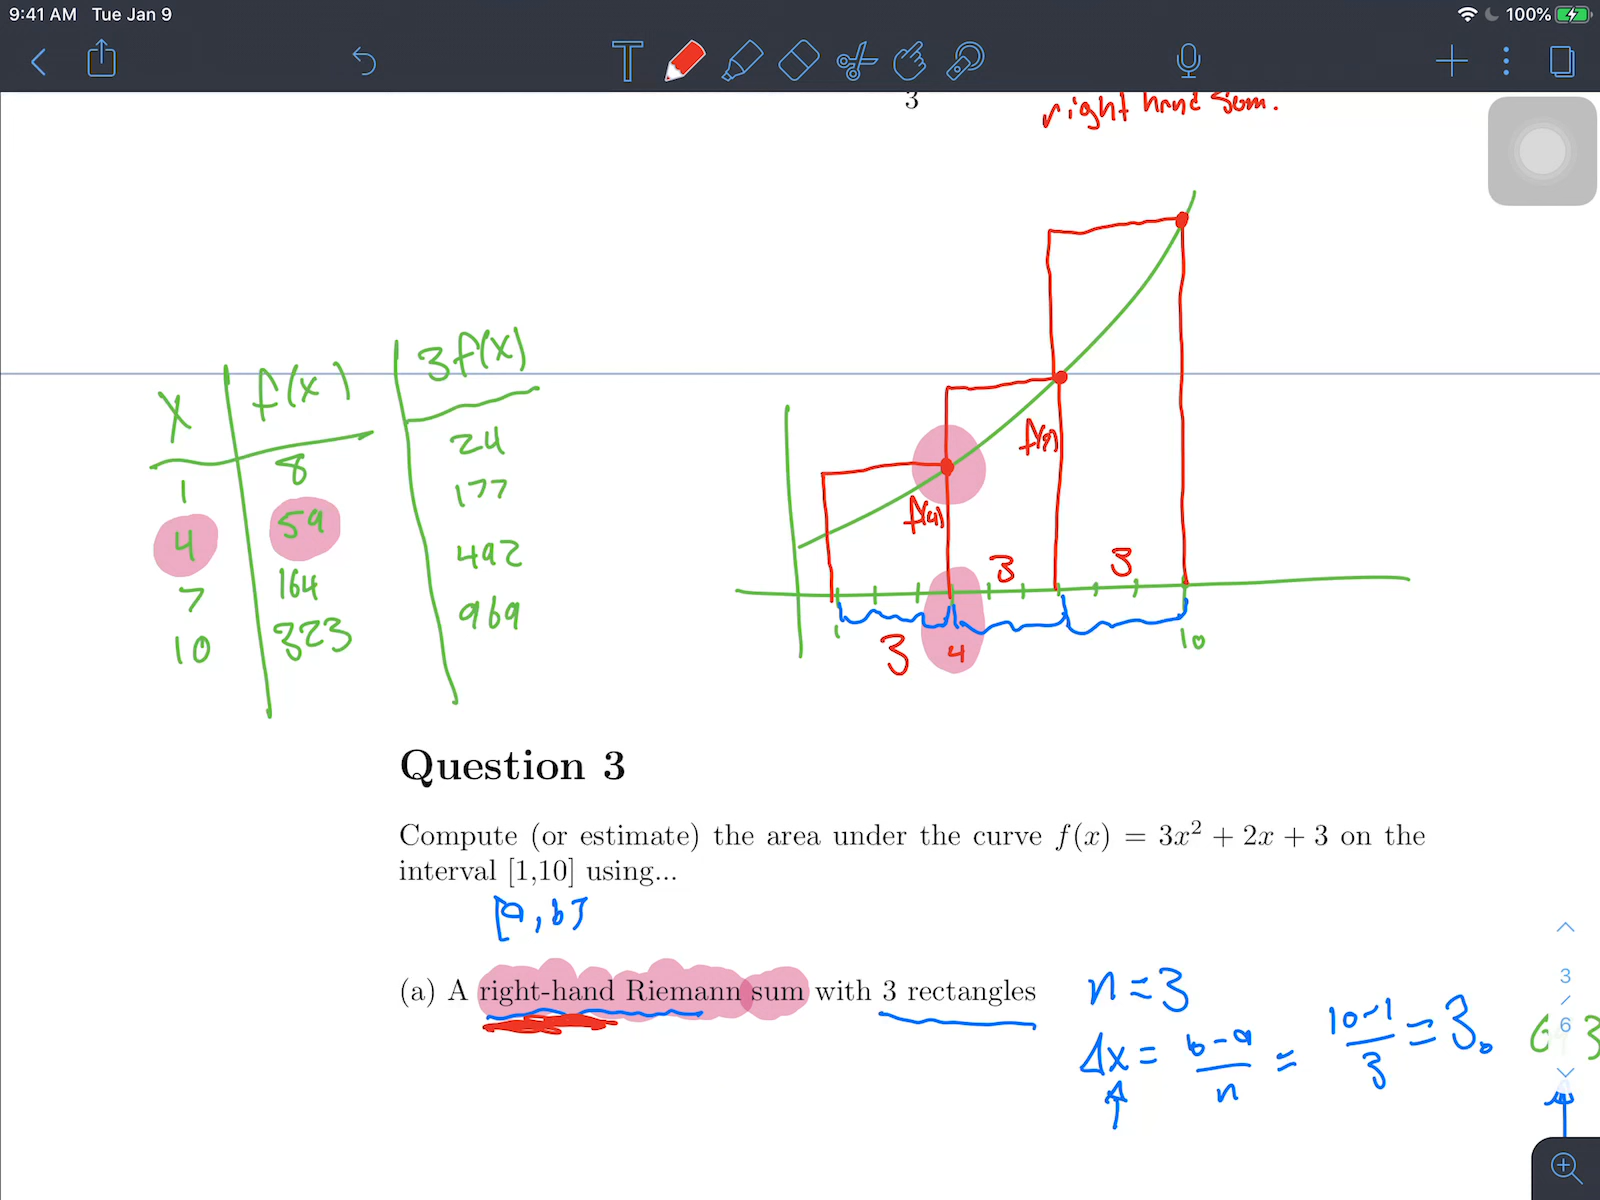 9:41 AM Tue Jan 9
100%
T
3
right hand sum.
x f(x) 3f(x)
1 8 24
4 59 177
7 164 492
10 323 969
f(4)
f(7)
3
3
3
1
4
10
Question 3
Compute (or estimate) the area under the curve f(x) = 3x² + 2x + 3 on the
interval [1,10] using...
[a, b]
(a) A right-hand Riemann sum with 3 rectangles
n = 3
Δx = b-a/n = 10-1/3 = 3.
3
/
6